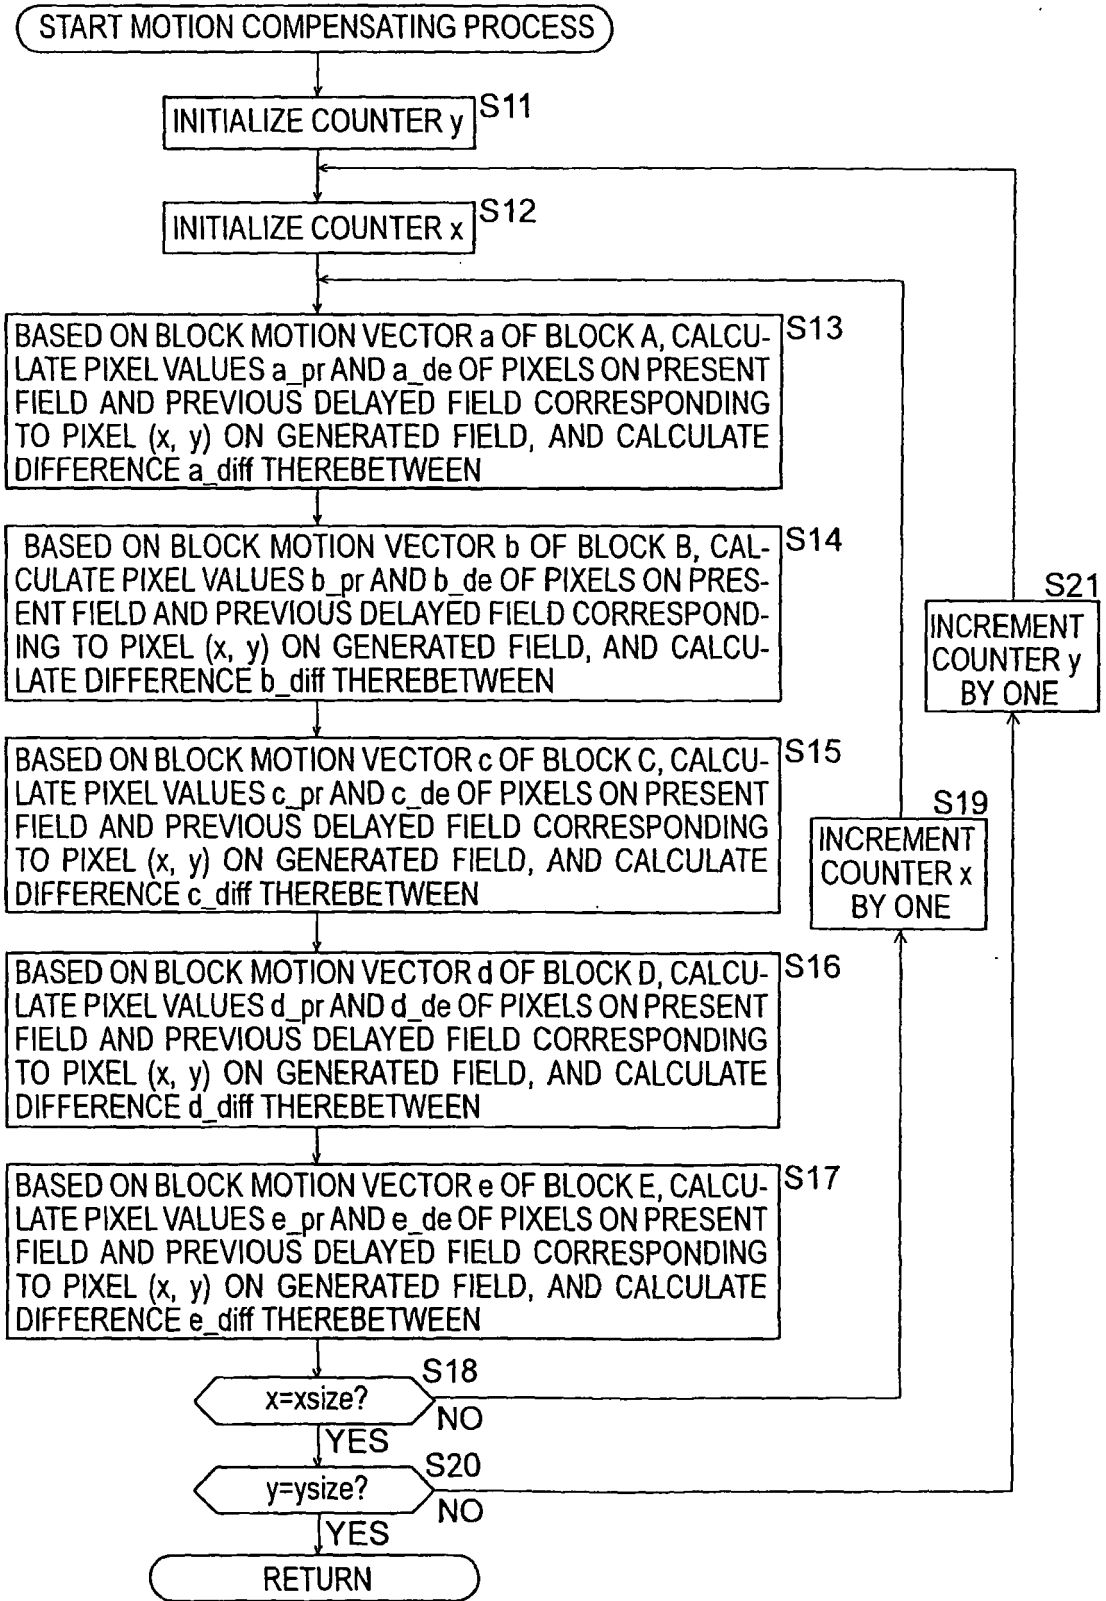 START MOTION COMPENSATING PROCESS
S11
INITIALIZE COUNTER y
S12
INITIALIZE COUNTER x
S13
BASED ON BLOCK MOTION VECTOR a OF BLOCK A, CALCU-
LATE PIXEL VALUES a_pr AND a_de OF PIXELS ON PRESENT
FIELD AND PREVIOUS DELAYED FIELD CORRESPONDING
TO PIXEL (x, y) ON GENERATED FIELD, AND CALCULATE
DIFFERENCE a_diff THEREBETWEEN
S14
BASED ON BLOCK MOTION VECTOR b OF BLOCK B, CAL-
CULATE PIXEL VALUES b_pr AND b_de OF PIXELS ON PRES-
ENT FIELD AND PREVIOUS DELAYED FIELD CORRESPOND-
ING TO PIXEL (x, y) ON GENERATED FIELD, AND CALCU-
LATE DIFFERENCE b_diff THEREBETWEEN
S21
INCREMENT
COUNTER y
BY ONE
S15
BASED ON BLOCK MOTION VECTOR c OF BLOCK C, CALCU-
LATE PIXEL VALUES c_pr AND c_de OF PIXELS ON PRESENT
FIELD AND PREVIOUS DELAYED FIELD CORRESPONDING
TO PIXEL (x, y) ON GENERATED FIELD, AND CALCULATE
DIFFERENCE c_diff THEREBETWEEN
S19
INCREMENT
COUNTER x
BY ONE
S16
BASED ON BLOCK MOTION VECTOR d OF BLOCK D, CALCU-
LATE PIXEL VALUES d_pr AND d_de OF PIXELS ON PRESENT
FIELD AND PREVIOUS DELAYED FIELD CORRESPONDING
TO PIXEL (x, y) ON GENERATED FIELD, AND CALCULATE
DIFFERENCE d_diff THEREBETWEEN
S17
BASED ON BLOCK MOTION VECTOR e OF BLOCK E, CALCU-
LATE PIXEL VALUES e_pr AND e_de OF PIXELS ON PRESENT
FIELD AND PREVIOUS DELAYED FIELD CORRESPONDING
TO PIXEL (x, y) ON GENERATED FIELD, AND CALCULATE
DIFFERENCE e_diff THEREBETWEEN
S18
x=xsize?
NO
YES
S20
y=ysize?
NO
YES
RETURN